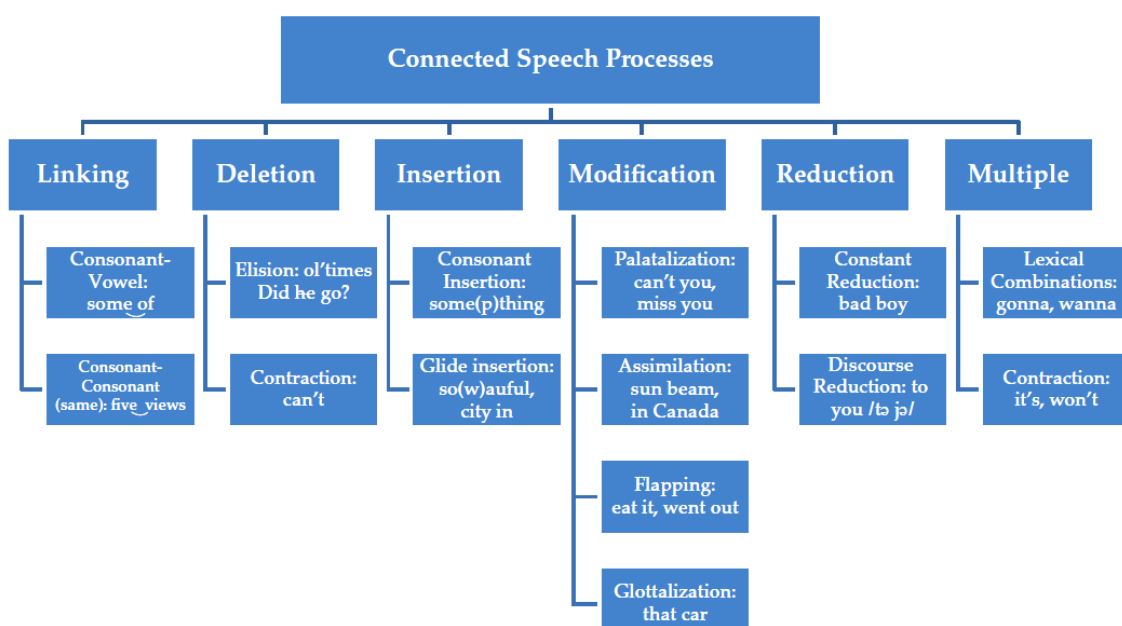 Connected Speech Processes
Linking
Deletion
Insertion
Modification
Reduction
Multiple
Consonant-
Vowel:
some‿of
Consonant-
Consonant
(same): five‿views
Elision: ol'times
Did he go?
Contraction:
can't
Consonant
Insertion:
some(p)thing
Glide insertion:
so(w)auful,
city in
Palatalization:
can't you,
miss you
Assimilation:
sun beam,
in Canada
Flapping:
eat it, went out
Glottalization:
that car
Constant
Reduction:
bad boy
Discourse
Reduction: to
you /tə jə/
Lexical
Combinations:
gonna, wanna
Contraction:
it's, won't